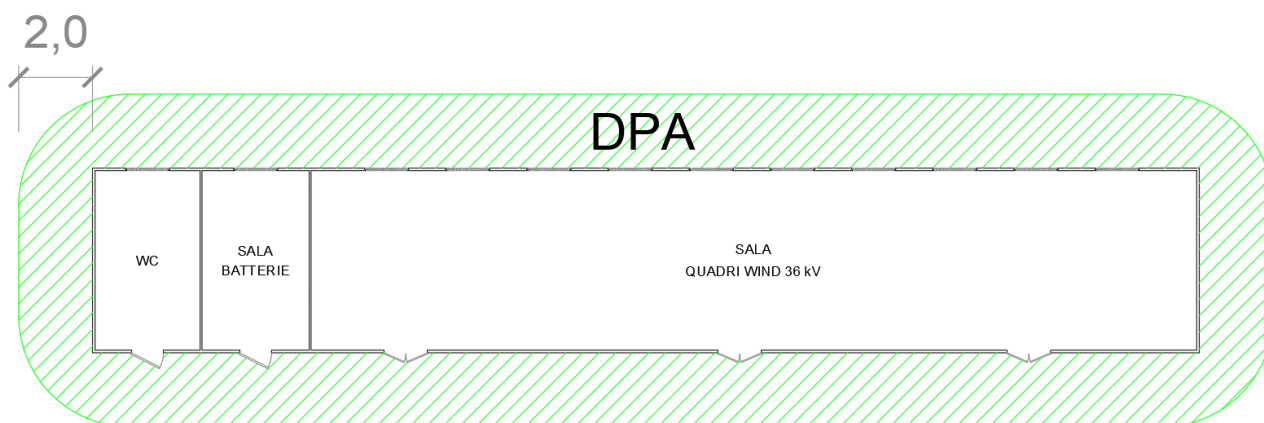 2,0
DPA
WC
SALA
BATTERIE
SALA
QUADRI WIND 36 kV